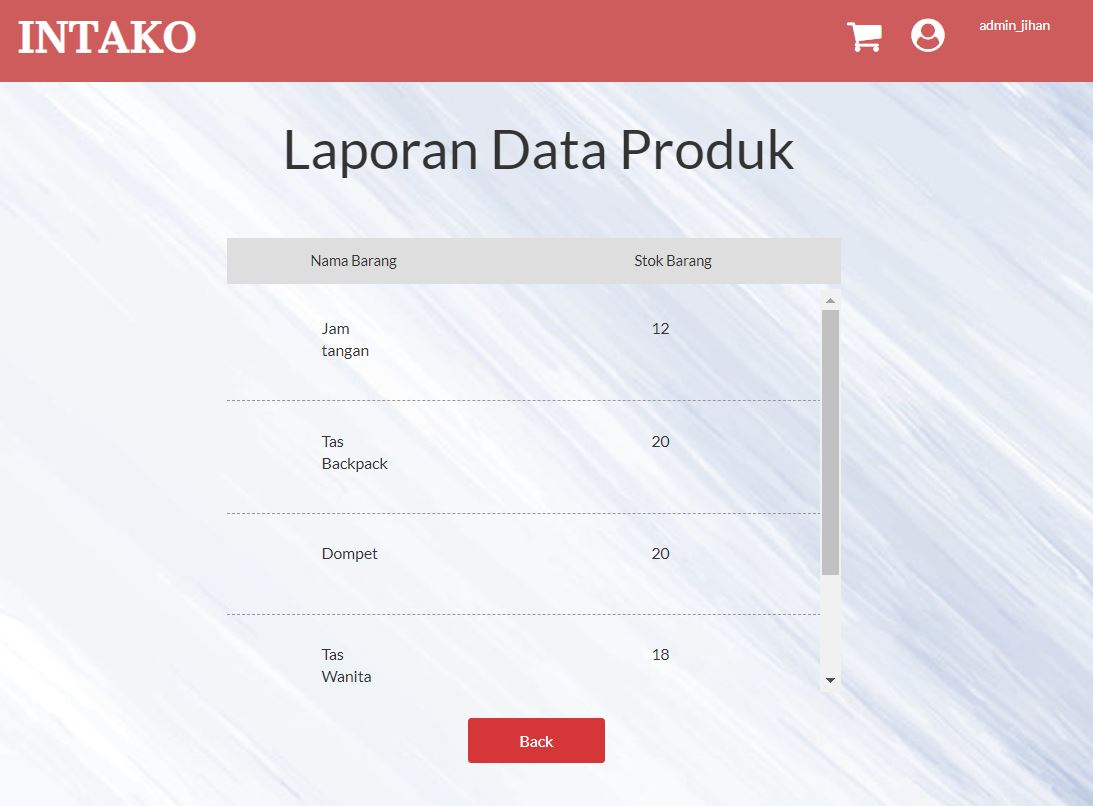 INTAKO
admin_jihan
Laporan Data Produk
Nama Barang Stok Barang
Jam 12
tangan
Tas 20
Backpack
Dompet 20
Tas 18
Wanita
Back